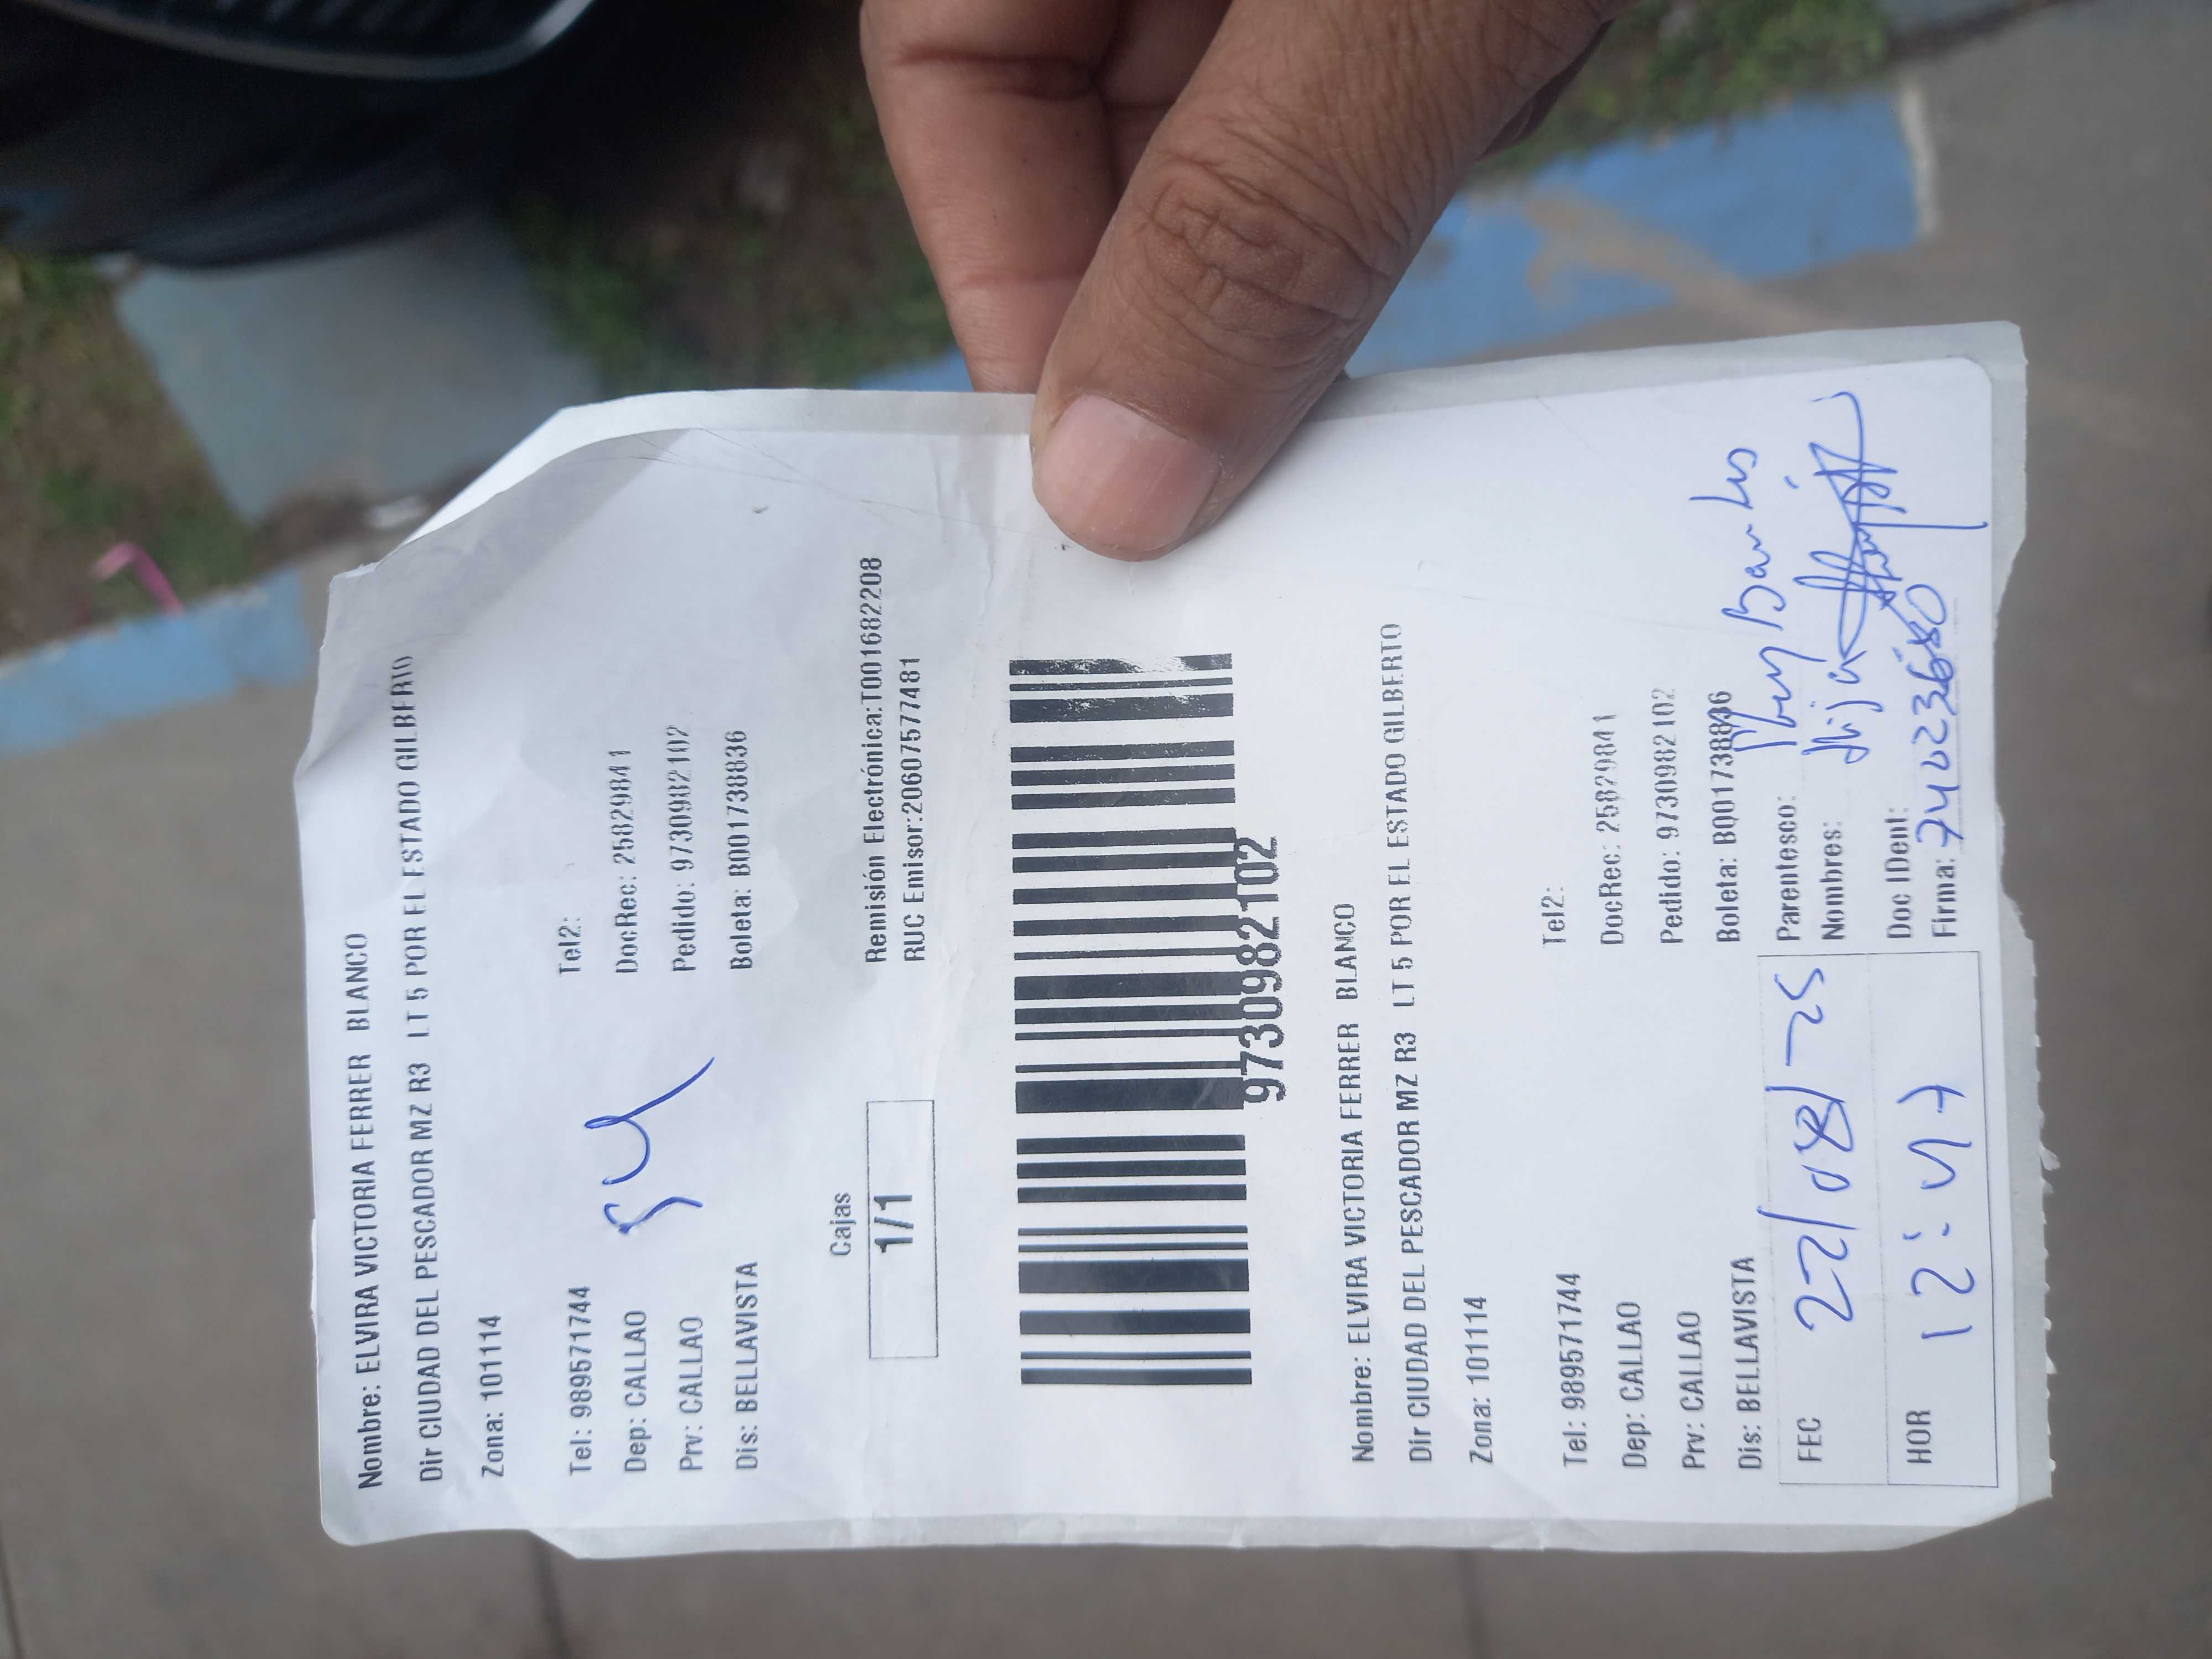 Nombre: ELVIRA VICTORIA FERRER BLANCO
Dir CIUDAD DEL PESCADOR MZ R3 LT 5 POR EL ESTADO GILBERTO
Zona: 101114
Tel: 989571744 Tel2:
Dep: CALLAO DocRec: 25829841
Prv: CALLAO Pedido: 9730982102
Dis: BELLAVISTA Boleta: B001738836
Cajas
1/1
Remisión Electrónica:T001682208
RUC Emisor:20607577481
9730982102
Nombre: ELVIRA VICTORIA FERRER BLANCO
Dir CIUDAD DEL PESCADOR MZ R3 LT 5 POR EL ESTADO GILBERTO
Zona: 101114
Tel: 989571744 Tel2:
Dep: CALLAO DocRec: 25829841
Prv: CALLAO Pedido: 9730982102
Dis: BELLAVISTA Boleta: B001738836
FEC 22/08/25 Parentesco:
Nombres: hija
HOR 12:47 Doc IDent:
Firma: 74023680